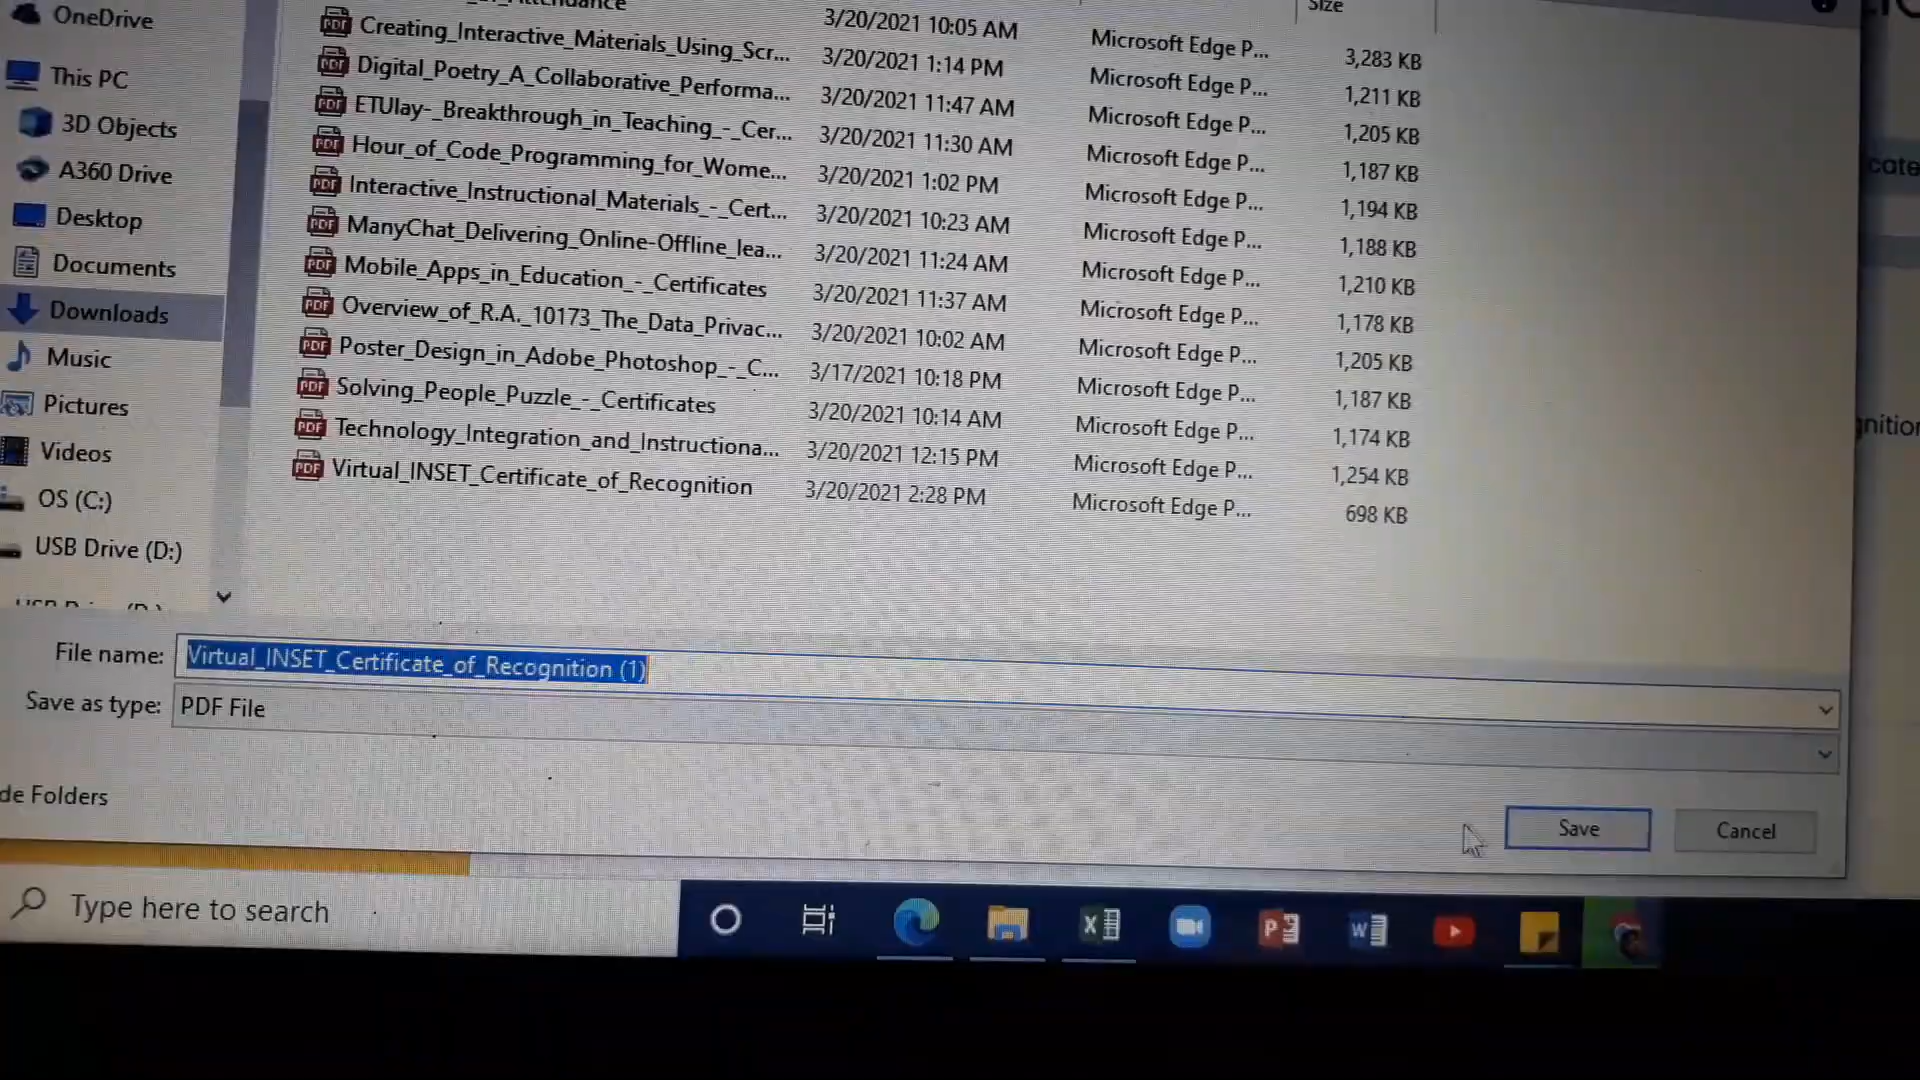 OneDrive
This PC
3D Objects
A360 Drive
Desktop
Documents
Downloads
Music
Pictures
Videos
OS (C:)
USB Drive (D:)
Size
3/20/2021 10:05 AM
Creating_Interactive_Materials_Using_Scr... 3/20/2021 1:14 PM Microsoft Edge P... 3,283 KB
Digital_Poetry_A_Collaborative_Performa... 3/20/2021 11:47 AM Microsoft Edge P... 1,211 KB
ETUlay-_Breakthrough_in_Teaching_-_Cer... 3/20/2021 11:30 AM Microsoft Edge P... 1,205 KB
Hour_of_Code_Programming_for_Wome... 3/20/2021 1:02 PM Microsoft Edge P... 1,187 KB
Interactive_Instructional_Materials_-_Cert... 3/20/2021 10:23 AM Microsoft Edge P... 1,194 KB
ManyChat_Delivering_Online-Offline_lea... 3/20/2021 11:24 AM Microsoft Edge P... 1,188 KB
Mobile_Apps_in_Education_-_Certificates 3/20/2021 11:37 AM Microsoft Edge P... 1,210 KB
Overview_of_R.A._10173_The_Data_Privac... 3/20/2021 10:02 AM Microsoft Edge P... 1,178 KB
Poster_Design_in_Adobe_Photoshop_-_C... 3/17/2021 10:18 PM Microsoft Edge P... 1,205 KB
Solving_People_Puzzle_-_Certificates 3/20/2021 10:14 AM Microsoft Edge P... 1,187 KB
Technology_Integration_and_Instructiona... 3/20/2021 12:15 PM Microsoft Edge P... 1,174 KB
Virtual_INSET_Certificate_of_Recognition 3/20/2021 2:28 PM Microsoft Edge P... 1,254 KB
Microsoft Edge P... 698 KB
File name: Virtual_INSET_Certificate_of_Recognition (1)
Save as type: PDF File
de Folders
Save Cancel
Type here to search